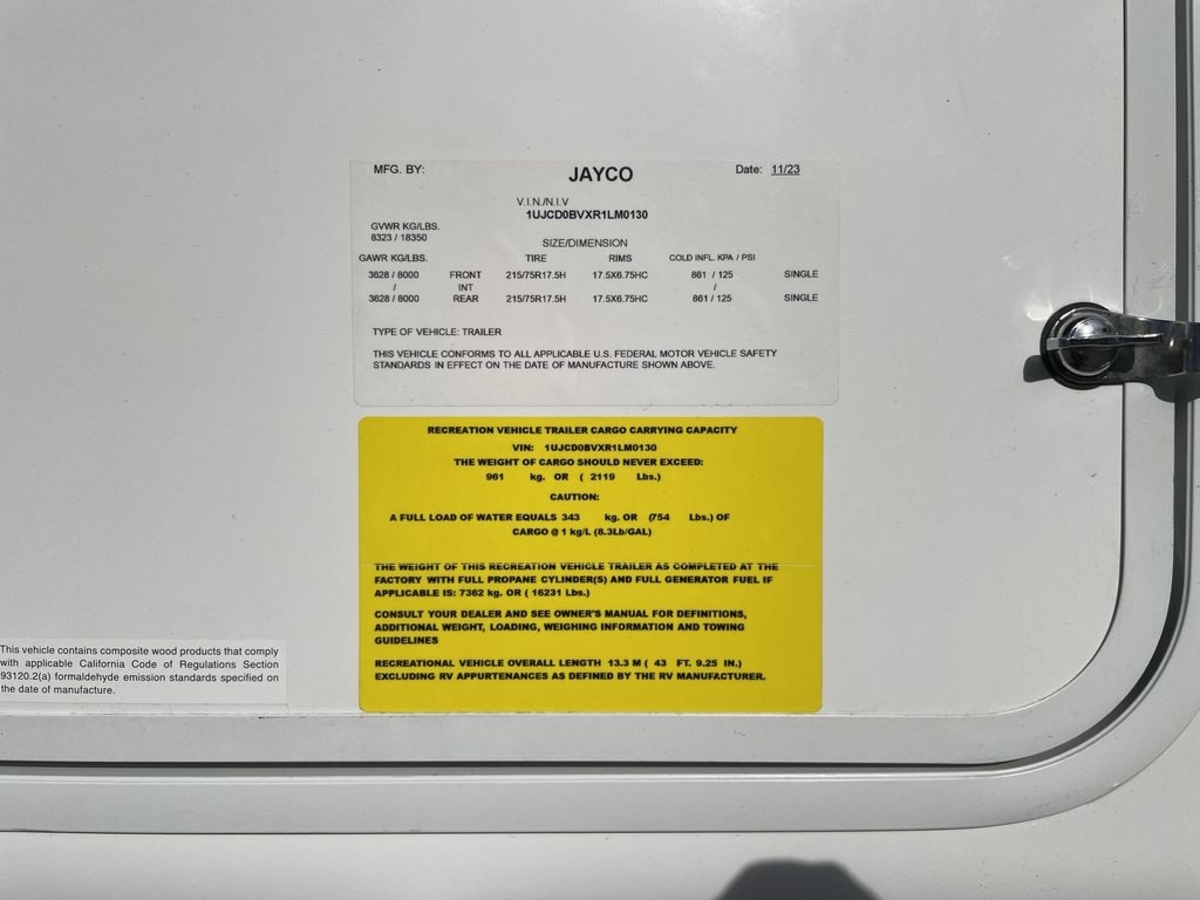 MFG. BY: JAYCO Date: 11/23
V.I.N./N.I.V
1UJCD0BVXR1LM0130
GVWR KG/LBS.
8323 / 18350
SIZE/DIMENSION
GAWR KG/LBS. TIRE RIMS COLD INFL. KPA / PSI
3628 / 8000 FRONT 215/75R17.5H 17.5X6.75HC 861 / 125 SINGLE
/ INT /
3628 / 8000 REAR 215/75R17.5H 17.5X6.75HC 861 / 125 SINGLE
TYPE OF VEHICLE: TRAILER
THIS VEHICLE CONFORMS TO ALL APPLICABLE U.S. FEDERAL MOTOR VEHICLE SAFETY
STANDARDS IN EFFECT ON THE DATE OF MANUFACTURE SHOWN ABOVE.
RECREATION VEHICLE TRAILER CARGO CARRYING CAPACITY
VIN: 1UJCD0BVXR1LM0130
THE WEIGHT OF CARGO SHOULD NEVER EXCEED:
961 kg. OR ( 2119 Lbs.)
CAUTION:
A FULL LOAD OF WATER EQUALS 343 kg. OR (754 Lbs.) OF
CARGO @ 1 kg/L (8.3Lb/GAL)
THE WEIGHT OF THIS RECREATION VEHICLE TRAILER AS COMPLETED AT THE
FACTORY WITH FULL PROPANE CYLINDER(S) AND FULL GENERATOR FUEL IF
APPLICABLE IS: 7362 kg. OR ( 16231 Lbs.)
CONSULT YOUR DEALER AND SEE OWNER'S MANUAL FOR DEFINITIONS,
ADDITIONAL WEIGHT, LOADING, WEIGHING INFORMATION AND TOWING
GUIDELINES
RECREATIONAL VEHICLE OVERALL LENGTH 13.3 M ( 43 FT. 9.25 IN.)
EXCLUDING RV APPURTENANCES AS DEFINED BY THE RV MANUFACTURER.
This vehicle contains composite wood products that comply
with applicable California Code of Regulations Section
93120.2(a) formaldehyde emission standards specified on
the date of manufacture.